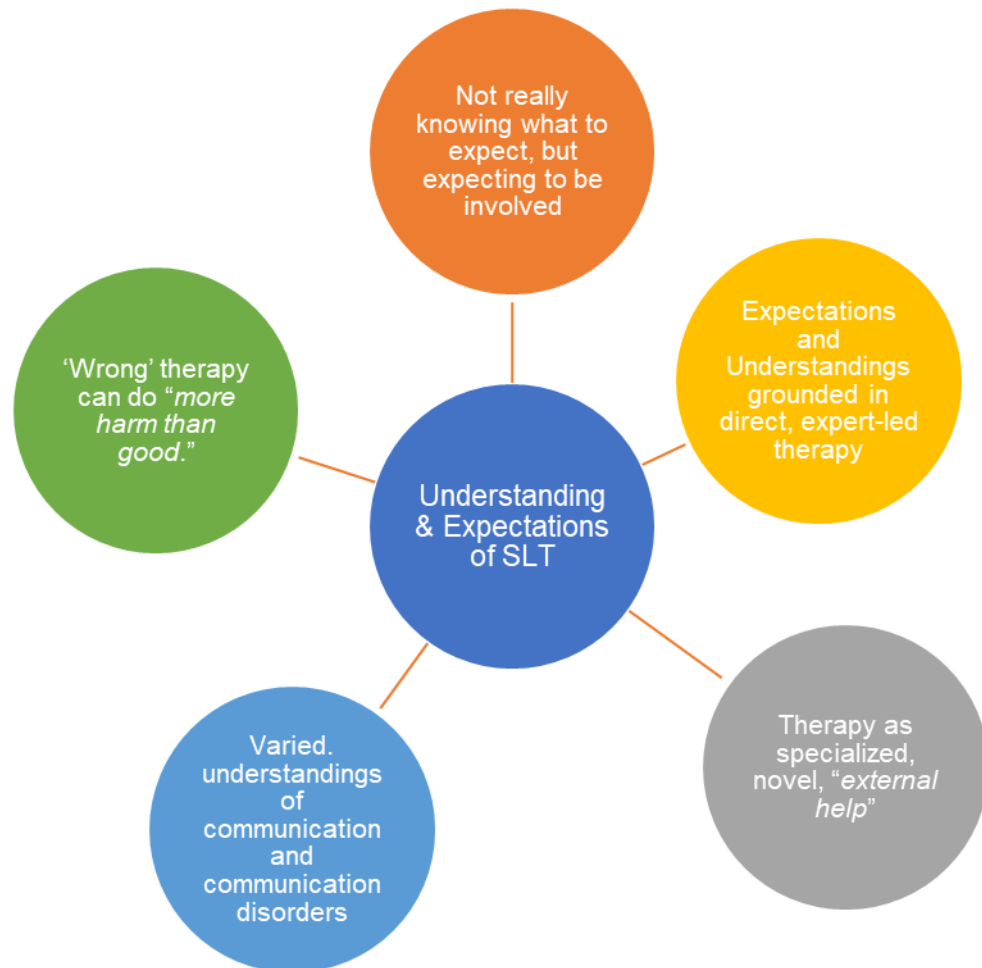 Not really
knowing what to
expect, but
expecting to be
involved
Expectations
and
Understandings
grounded in
direct, expert-led
therapy
‘Wrong’ therapy
can do “more
harm than
good.”
Understanding
& Expectations
of SLT
Therapy as
specialized,
novel, “external
help”
Varied.
understandings
of
communication
and
communication
disorders